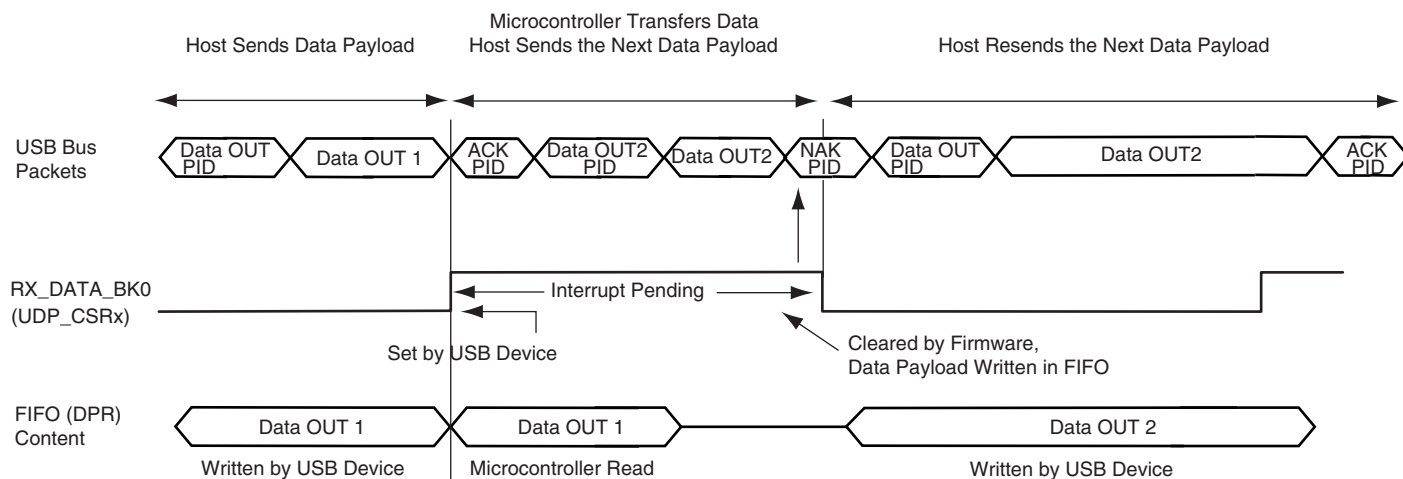 Host Sends Data Payload
Microcontroller Transfers Data
Host Sends the Next Data Payload
Host Resends the Next Data Payload
USB Bus
Packets
Data OUT
PID
Data OUT 1
ACK
PID
Data OUT2
PID
Data OUT2
NAK
PID
Data OUT
PID
Data OUT2
ACK
PID
RX_DATA_BK0
(UDP_CSRx)
Interrupt Pending
Set by USB Device
Cleared by Firmware,
Data Payload Written in FIFO
FIFO (DPR)
Content
Data OUT 1
Data OUT 1
Data OUT 2
Written by USB Device
Microcontroller Read
Written by USB Device